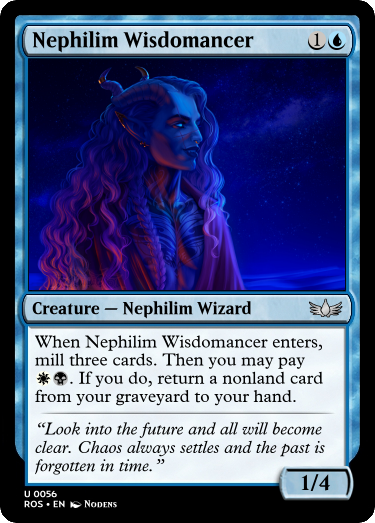 Nephilim Wisdomancer 1
Creature — Nephilim Wizard
When Nephilim Wisdomancer enters,
mill three cards. Then you may pay
. If you do, return a nonland card
from your graveyard to your hand.
“Look into the future and all will become
clear. Chaos always settles and the past is
forgotten in time.”
1/4
U 0056
ROS • EN Nodens